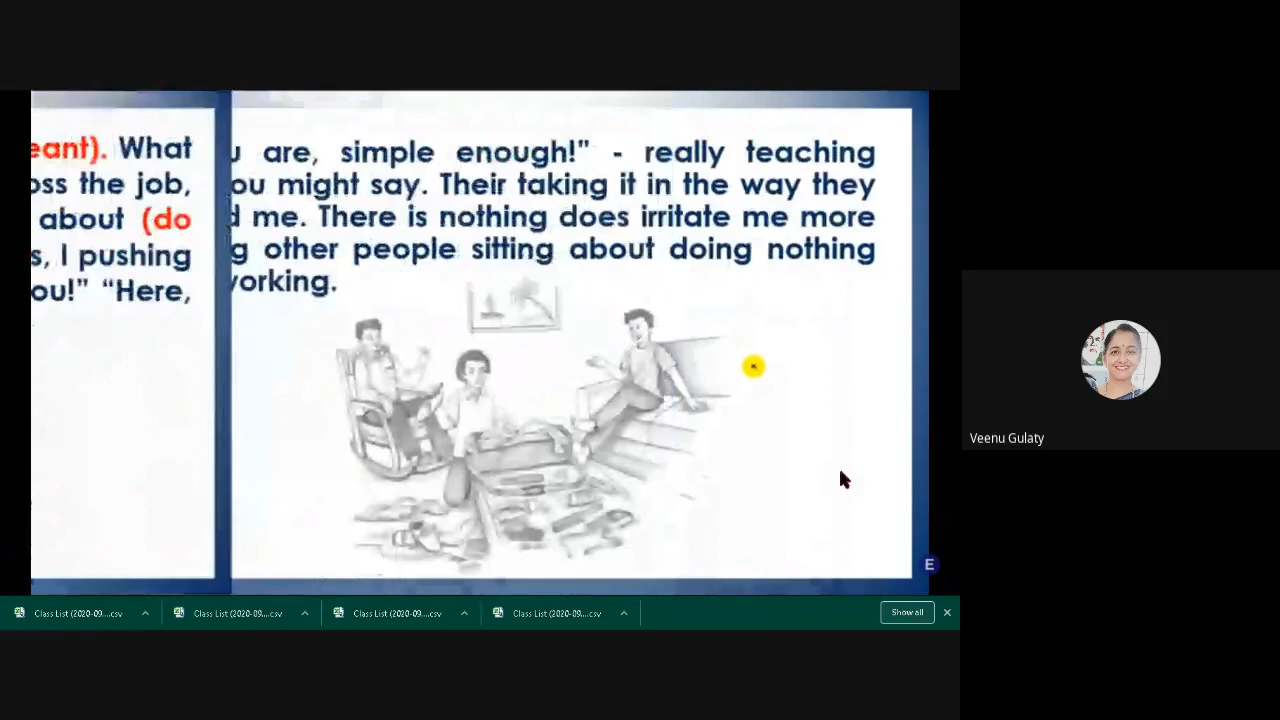 eant). What
oss the job,
about (do
s, I pushing
ou!” “Here,
u are, simple enough!” - really teaching
ou might say. Their taking it in the way they
d me. There is nothing does irritate me more
g other people sitting about doing nothing
working.
E
Class List (2020-09....csv
Class List (2020-09....csv
Class List (2020-09....csv
Class List (2020-09....csv
Show all
Veenu Gulaty